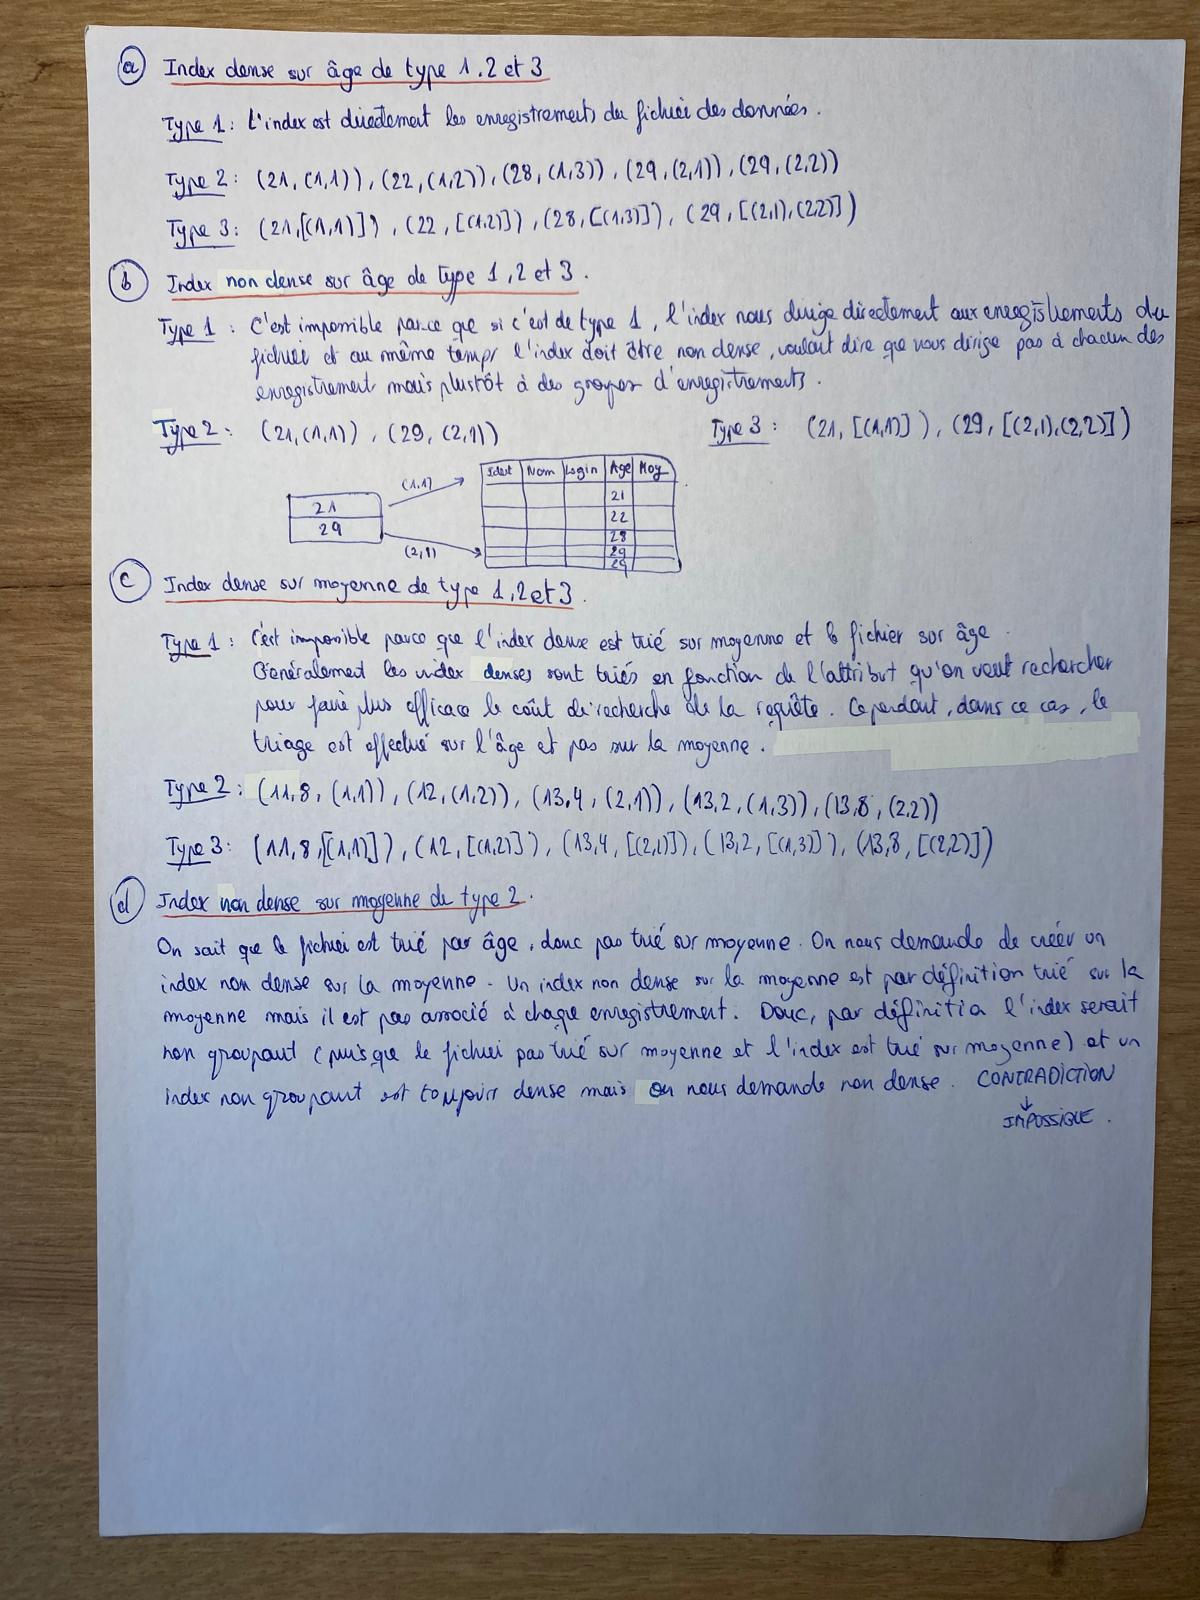 a Index dense sur âge de type 1.2 et 3
Type 1 : L'index est directement les enregistrements du fichier des données.
Type 2 : (21, (1,1)), (22, (1,2)), (28, (1,3)), (29, (2,1)), (29, (2,2))
Type 3 : (21,[(1,1)]), (22, [(1,2)]), (28, [(1,3)]), (29, [(2,1), (2,2)])
b Index non dense sur âge de type 1, 2 et 3.
Type 1 : C'est impossible parce que si c'est de type 1, l'index nous dirige directement aux enregistrements du
fichier et au même temps l'index doit être non dense, voulant dire que vous dirige pas à chacun des
enregistrement mais plustôt à des groupes d'enregistrements.
Type 2 : (21,(1,1)), (29, (2,1)) Type 3 : (21, [(1,1)]), (29, [(2,1),(2,2)])
Ident Nom Login Age Moy
(1,1)
21
21
22
29
28
(2,1)
29
29
c Index dense sur moyenne de type 1, 2 et 3.
Type 1 : C'est impossible parce que l'index dense est trié sur moyenne et le fichier sur âge.
Généralement les index denses sont triés en fonction de l'attribut qu'on veut rechercher
pour faire plus efficace le coût de recherche de la requête. Cependant, dans ce cas, le
triage est effectué sur l'âge et pas sur la moyenne.
Type 2 : (11,8, (1,1)), (12, (1,2)), (13,4, (2,1)), (13,2, (1,3)), (13,8, (2,2))
Type 3 : (11,8,[(1,1)]), (12, [(1,2)]), (13,4, [(2,1)]), (13,2, [(1,3)]), (13,8, [(2,2)])
d Index non dense sur moyenne de type 2.
On sait que le fichier est trié par âge, donc pas trié sur moyenne. On nous demande de créer un
index non dense sur la moyenne. Un index non dense sur la moyenne est par définition trié sur la
moyenne mais il est pas associé à chaque enregistrement. Donc, par définitia l'index serait
non groupant (puisque le fichier pas trié sur moyenne et l'index est trié sur moyenne) et un
index non groupant est toujours dense mais on nous demande non dense. CONTRADICTION
↓
IMPOSSIBLE.